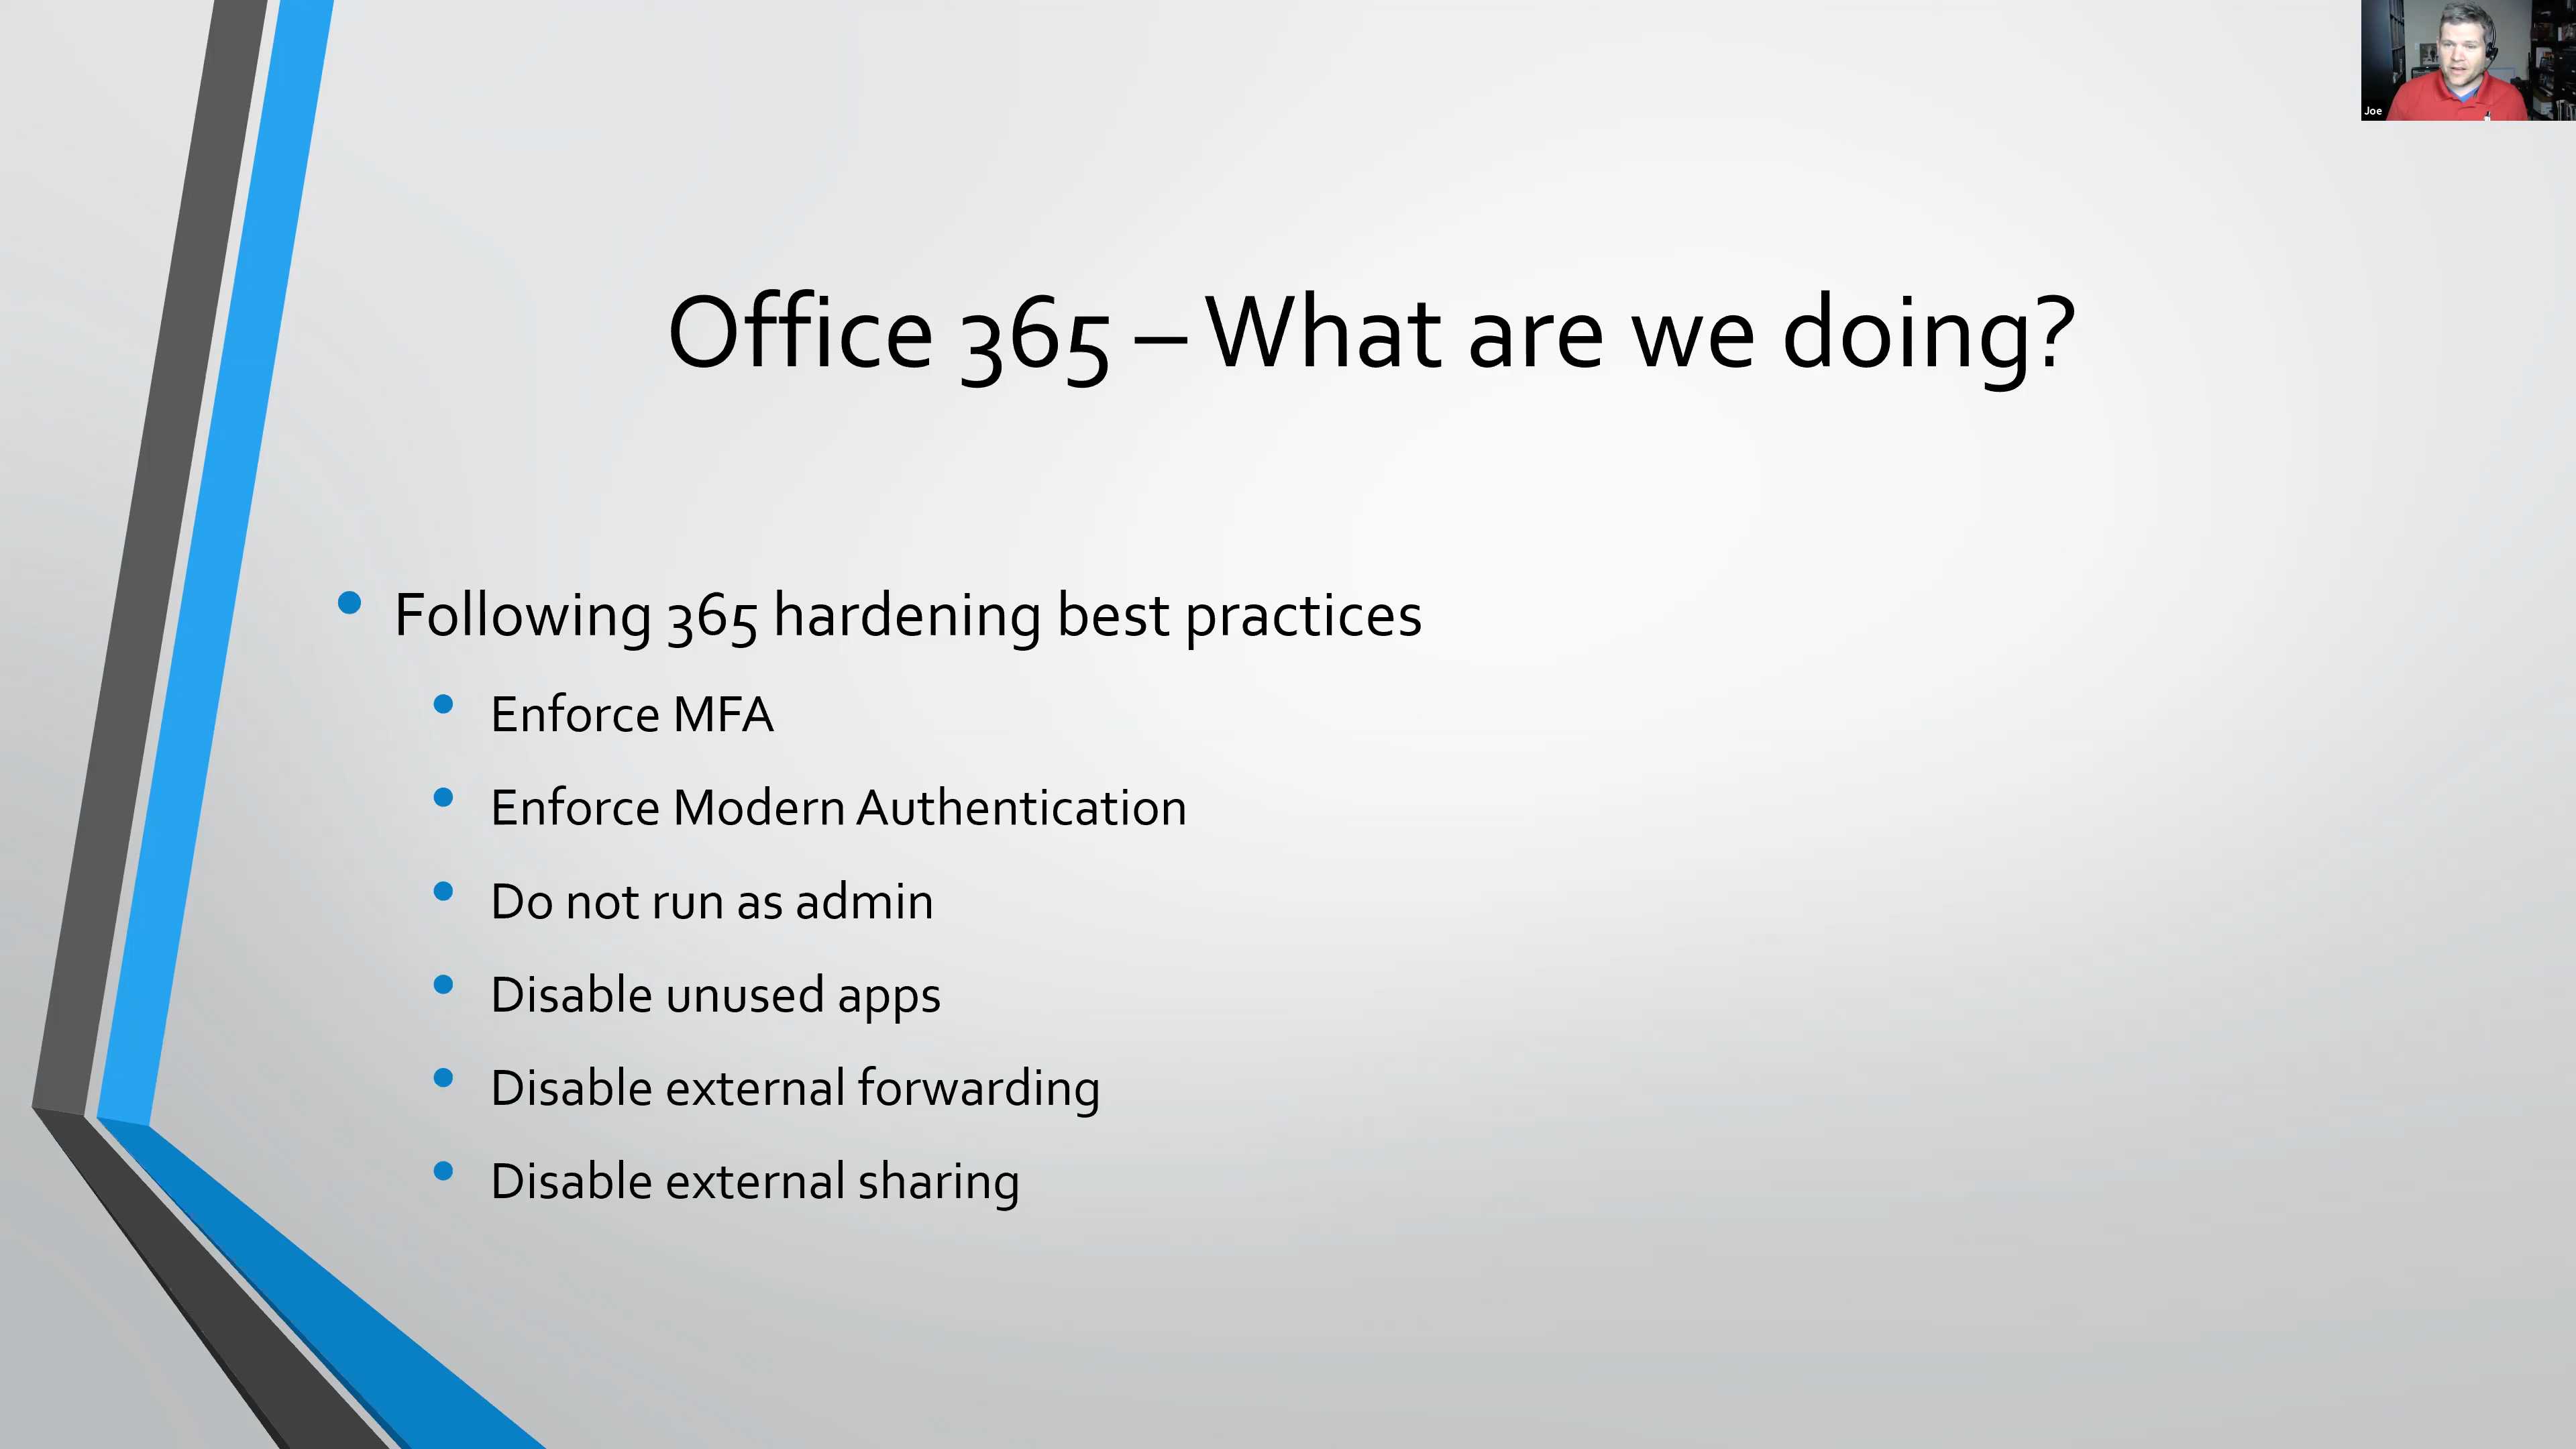 Joe
Office 365 – What are we doing?
Following 365 hardening best practices
Enforce MFA
Enforce Modern Authentication
Do not run as admin
Disable unused apps
Disable external forwarding
Disable external sharing